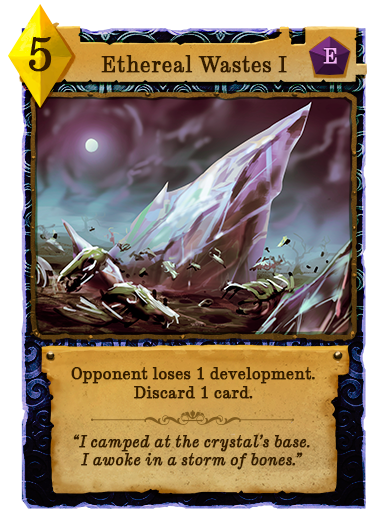 5
Ethereal Wastes I
E
Opponent loses 1 development.
Discard 1 card.
“I camped at the crystal’s base.
I awoke in a storm of bones.”